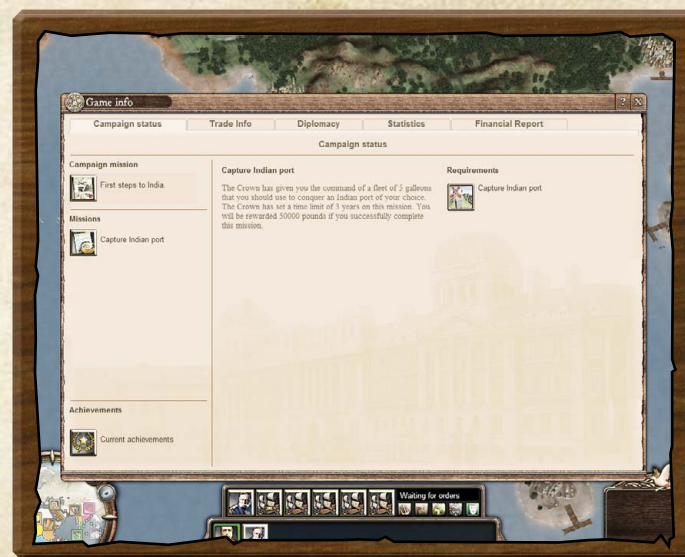 Game info
? X
Campaign status Trade Info Diplomacy Statistics Financial Report
Campaign status
Campaign mission
First steps to India.
Missions
Capture Indian port
Achievements
Current achievements
Capture Indian port
The Crown has given you the command of a fleet of 5 galleons
that you should use to conquer an Indian port of your choice.
The Crown has set a time limit of 3 years on this mission. You
will be rewarded 50000 pounds if you successfully complete
this mission.
Requirements
Capture Indian port
Waiting for orders